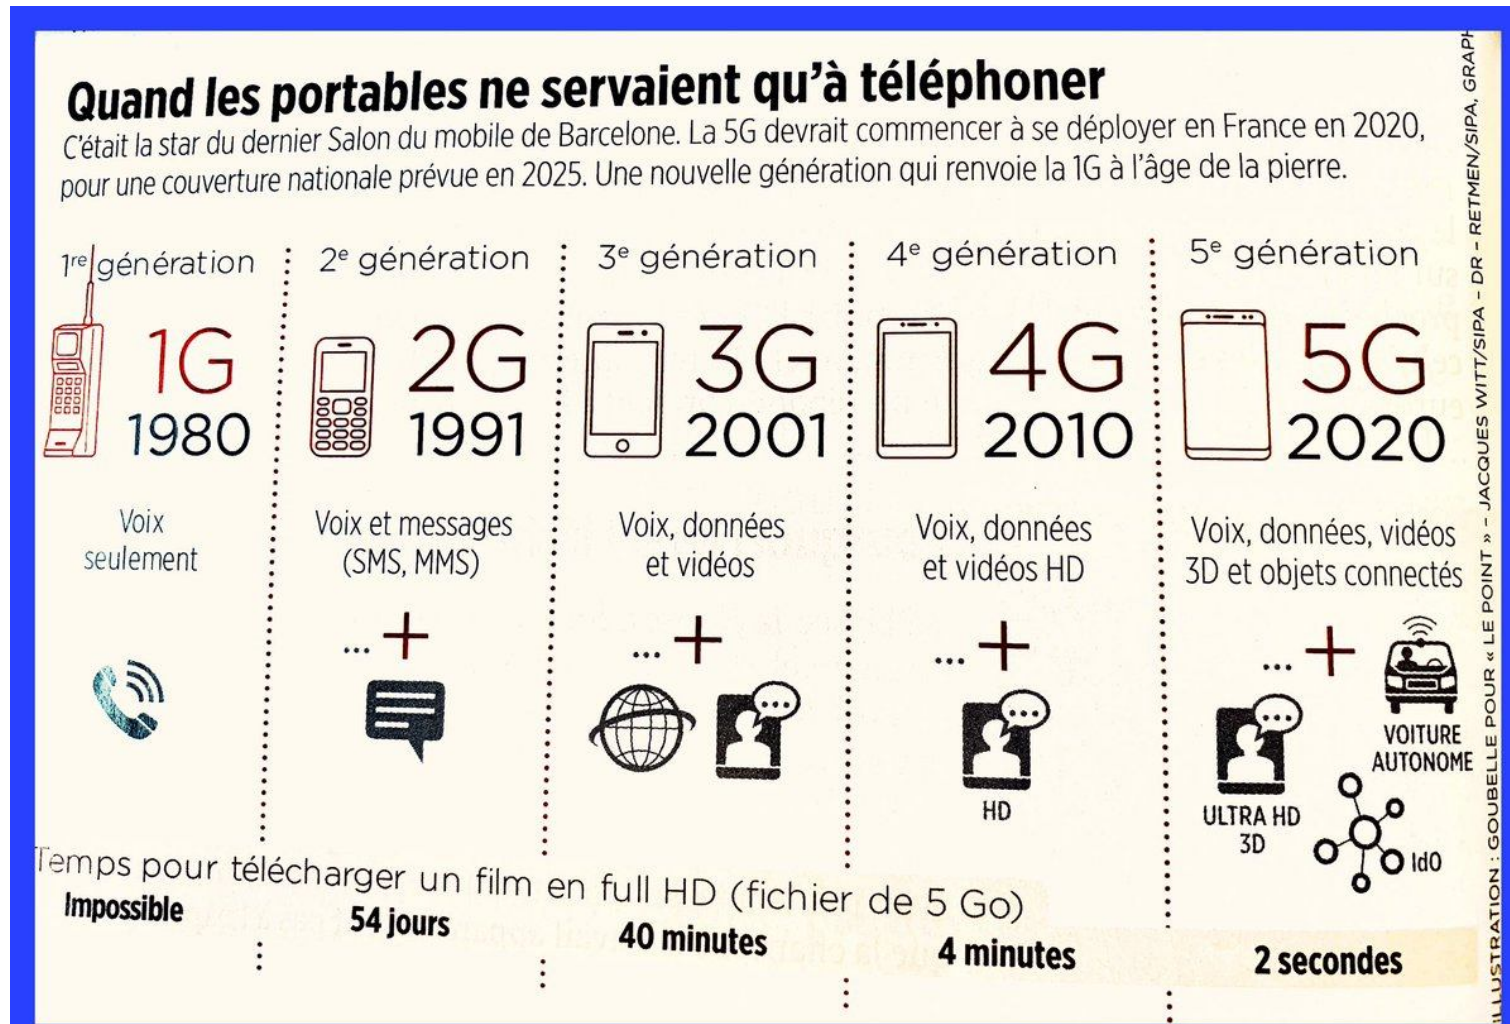 Quand les portables ne servaient qu'à téléphoner
C'était la star du dernier Salon du mobile de Barcelone. La 5G devrait commencer à se déployer en France en 2020,
pour une couverture nationale prévue en 2025. Une nouvelle génération qui renvoie la 1G à l'âge de la pierre.
1re génération
1G
1980
Voix
seulement
2e génération
2G
1991
Voix et messages
(SMS, MMS)
... +
3e génération
3G
2001
Voix, données
et vidéos
... +
4e génération
4G
2010
Voix, données
et vidéos HD
... +
HD
5e génération
5G
2020
Voix, données, vidéos
3D et objets connectés
... +
VOITURE
AUTONOME
ULTRA HD
3D
IdO
Temps pour télécharger un film en full HD (fichier de 5 Go)
Impossible
54 jours
40 minutes
4 minutes
2 secondes
ILLUSTRATION : GOUBELLE POUR « LE POINT » - JACQUES WITT/SIPA - DR - RETMEN/SIPA,